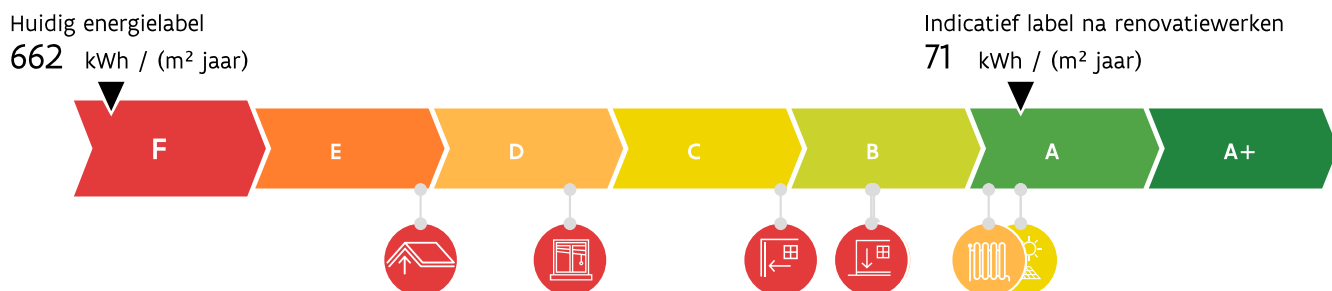 Huidig energielabel
662 kWh / (m² jaar)
Indicatief label na renovatiewerken
71 kWh / (m² jaar)
F E D C B A A+